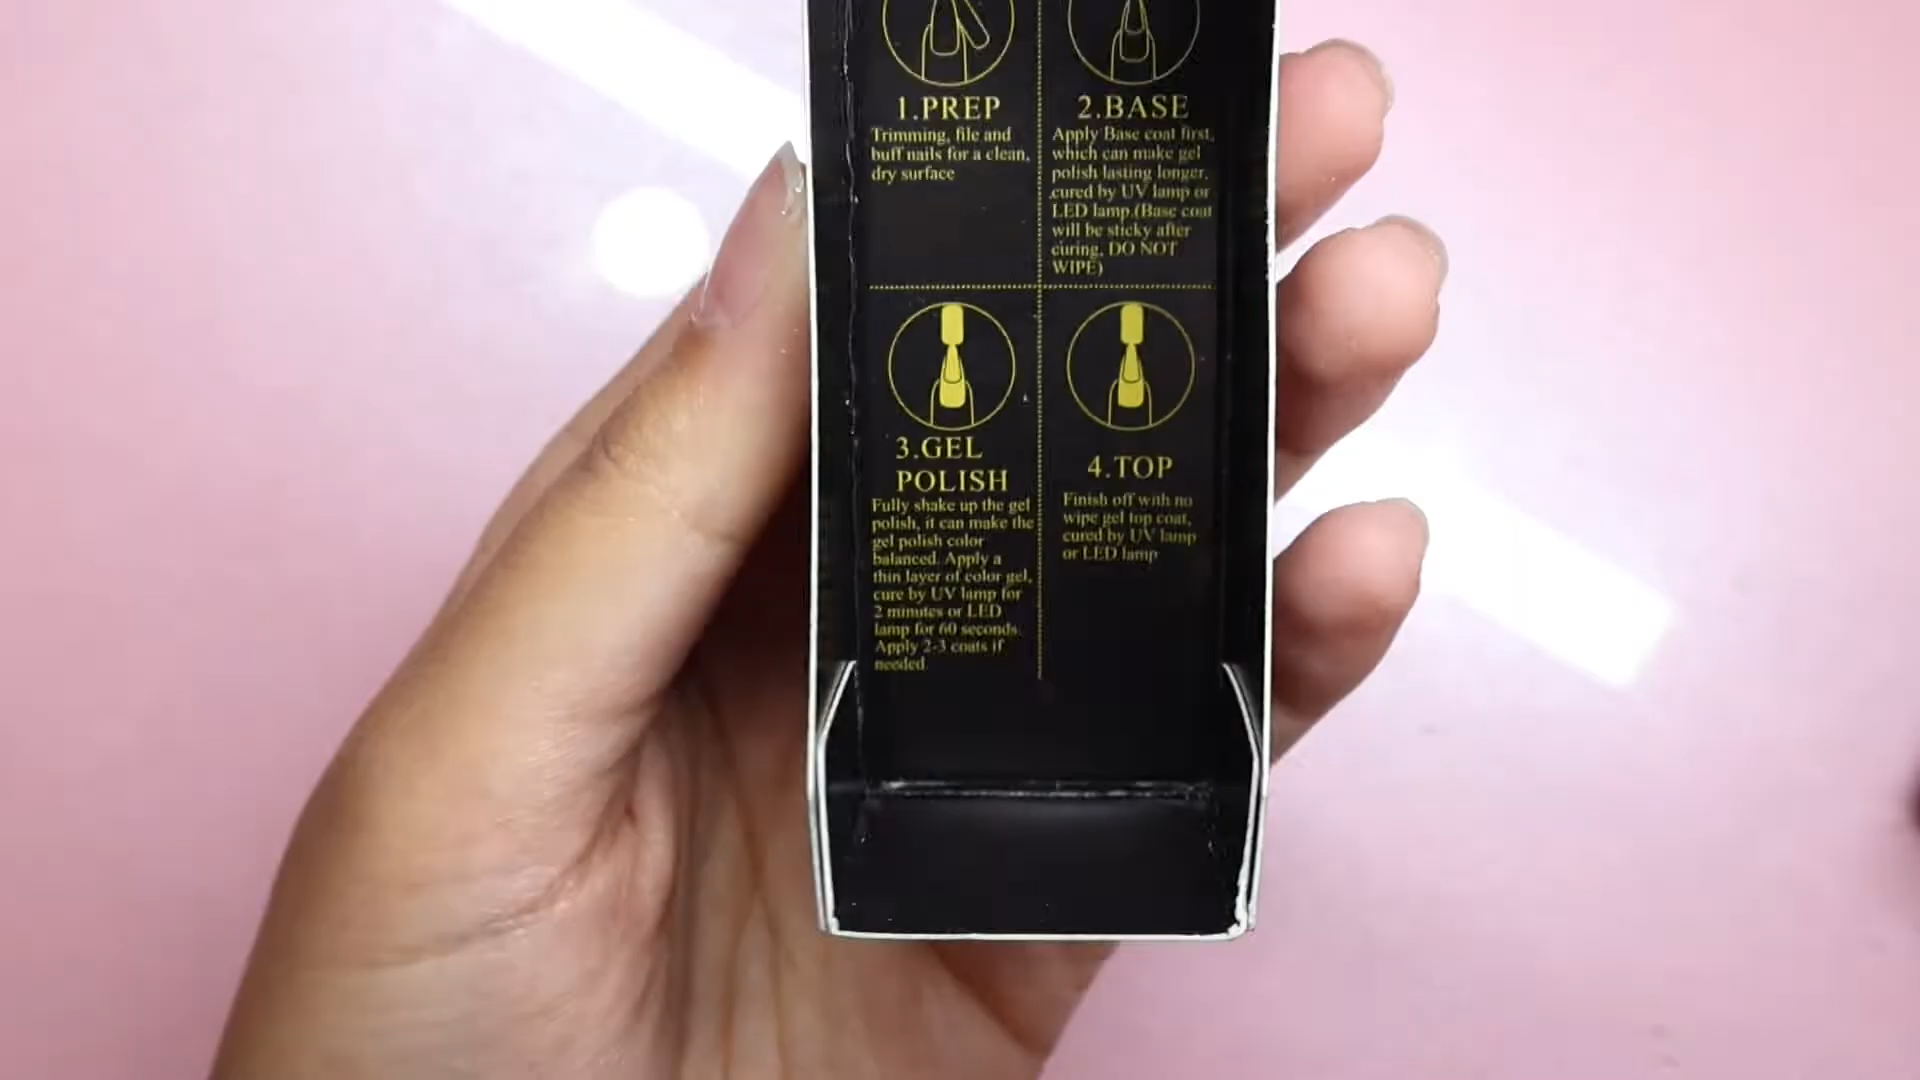 1.PREP
Trimming, file and
buff nails for a clean,
dry surface
2.BASE
Apply Base coat first,
which can make gel
polish lasting longer,
cured by UV lamp or
LED lamp.(Base coat
will be sticky after
curing, DO NOT
WIPE)
3.GEL
POLISH
Fully shake up the gel
polish, it can make the
gel polish color
balanced. Apply a
thin layer of color gel,
cure by UV lamp for
2 minutes or LED
lamp for 60 seconds.
Apply 2-3 coats if
needed.
4.TOP
Finish off with no
wipe gel top coat,
cured by UV lamp
or LED lamp